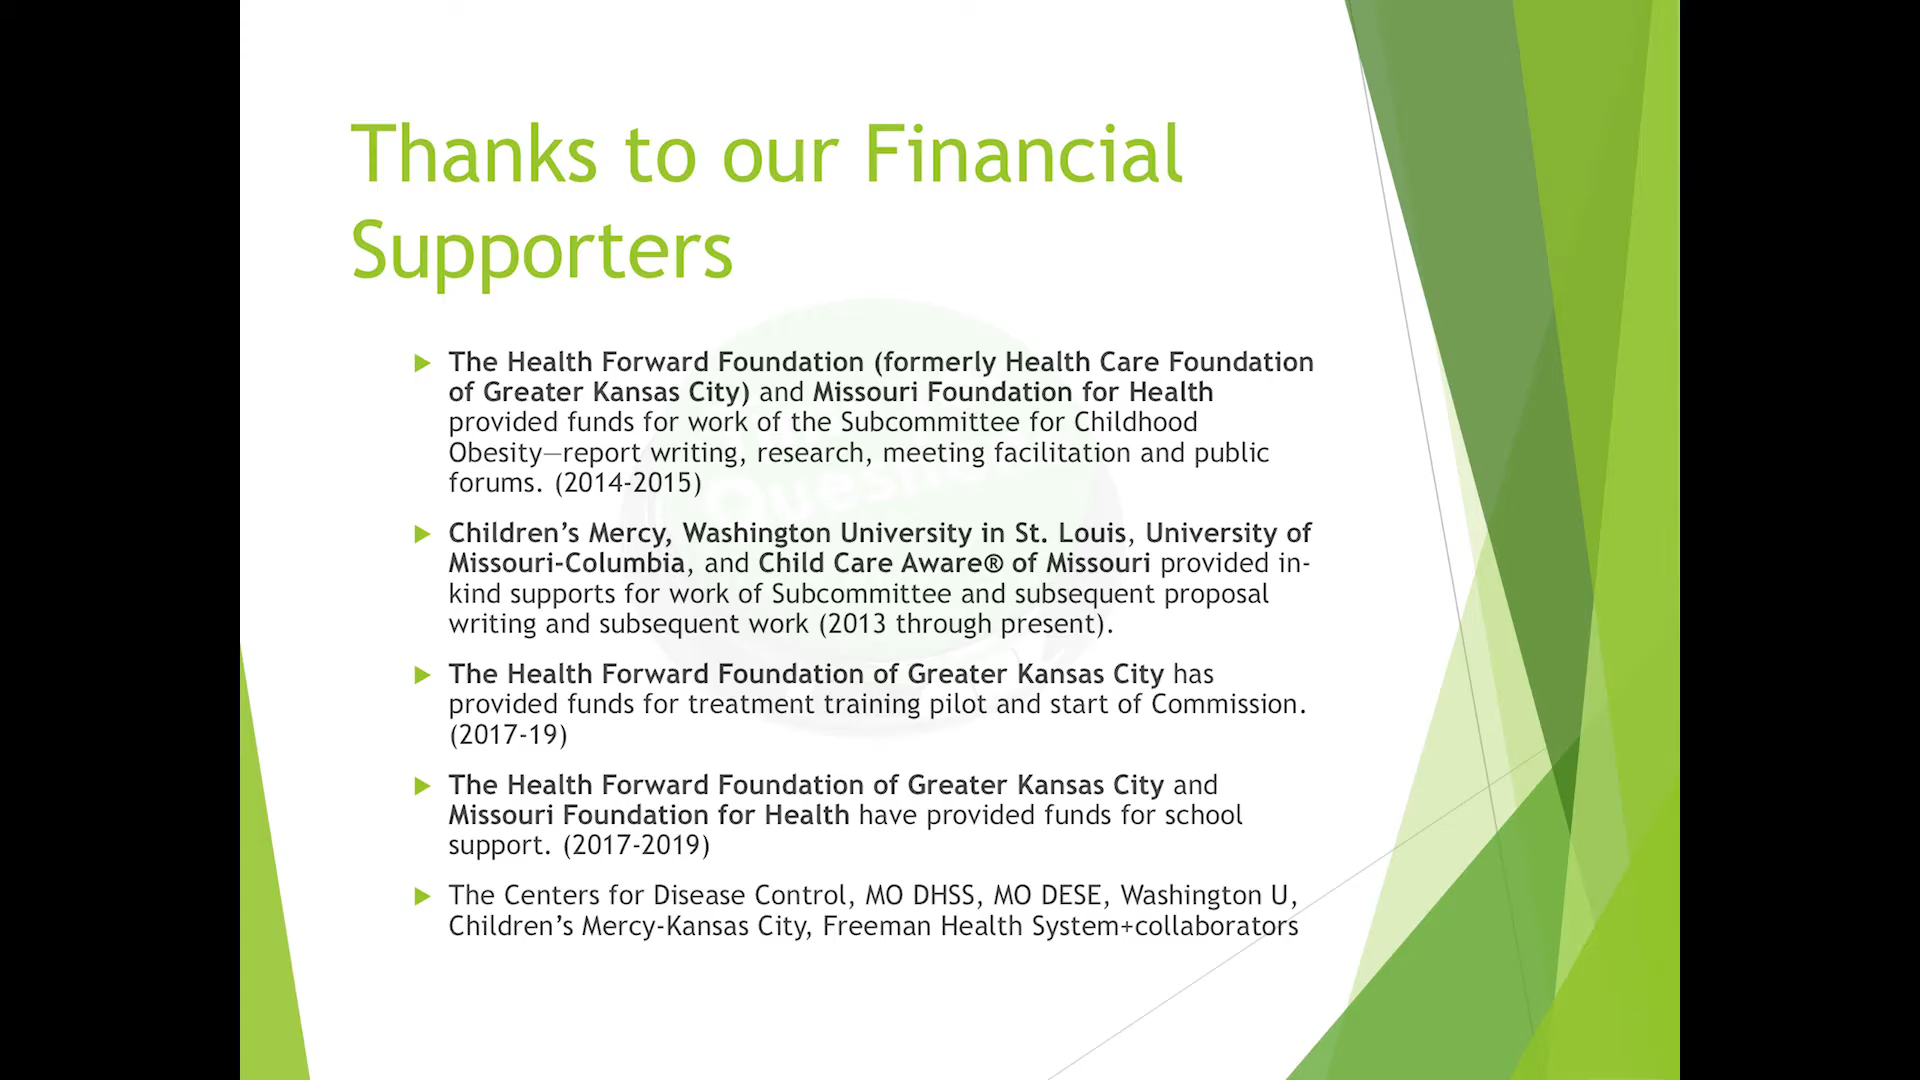 Thanks to our Financial
Supporters
The Health Forward Foundation (formerly Health Care Foundation
of Greater Kansas City) and Missouri Foundation for Health
provided funds for work of the Subcommittee for Childhood
Obesity—report writing, research, meeting facilitation and public
forums. (2014-2015)
Children’s Mercy, Washington University in St. Louis, University of
Missouri-Columbia, and Child Care Aware® of Missouri provided in-
kind supports for work of Subcommittee and subsequent proposal
writing and subsequent work (2013 through present).
The Health Forward Foundation of Greater Kansas City has
provided funds for treatment training pilot and start of Commission.
(2017-19)
The Health Forward Foundation of Greater Kansas City and
Missouri Foundation for Health have provided funds for school
support. (2017-2019)
The Centers for Disease Control, MO DHSS, MO DESE, Washington U,
Children’s Mercy-Kansas City, Freeman Health System+collaborators